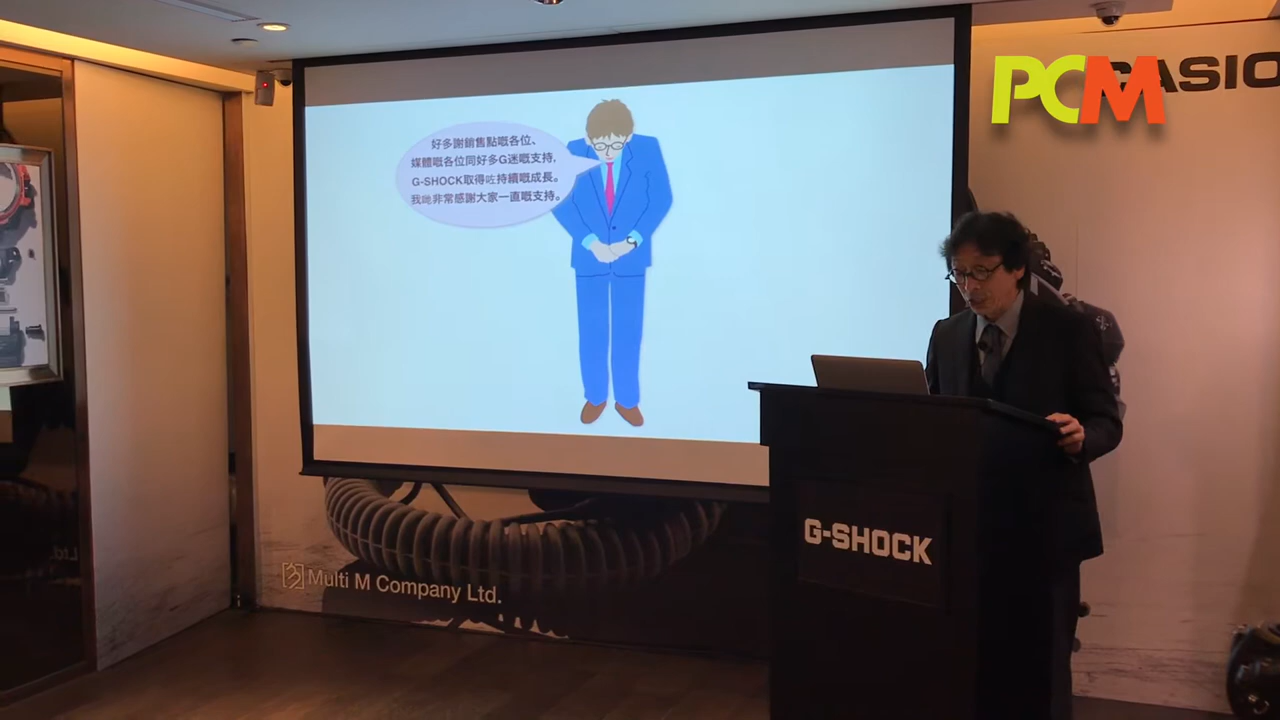 PCM
CASIO
好多謝銷售點嘅各位、
媒體嘅各位同好多G迷嘅支持,
G-SHOCK取得咗持續嘅成長。
我哋非常感謝大家一直嘅支持。
G-SHOCK
Multi M Company Ltd.
Ltd.